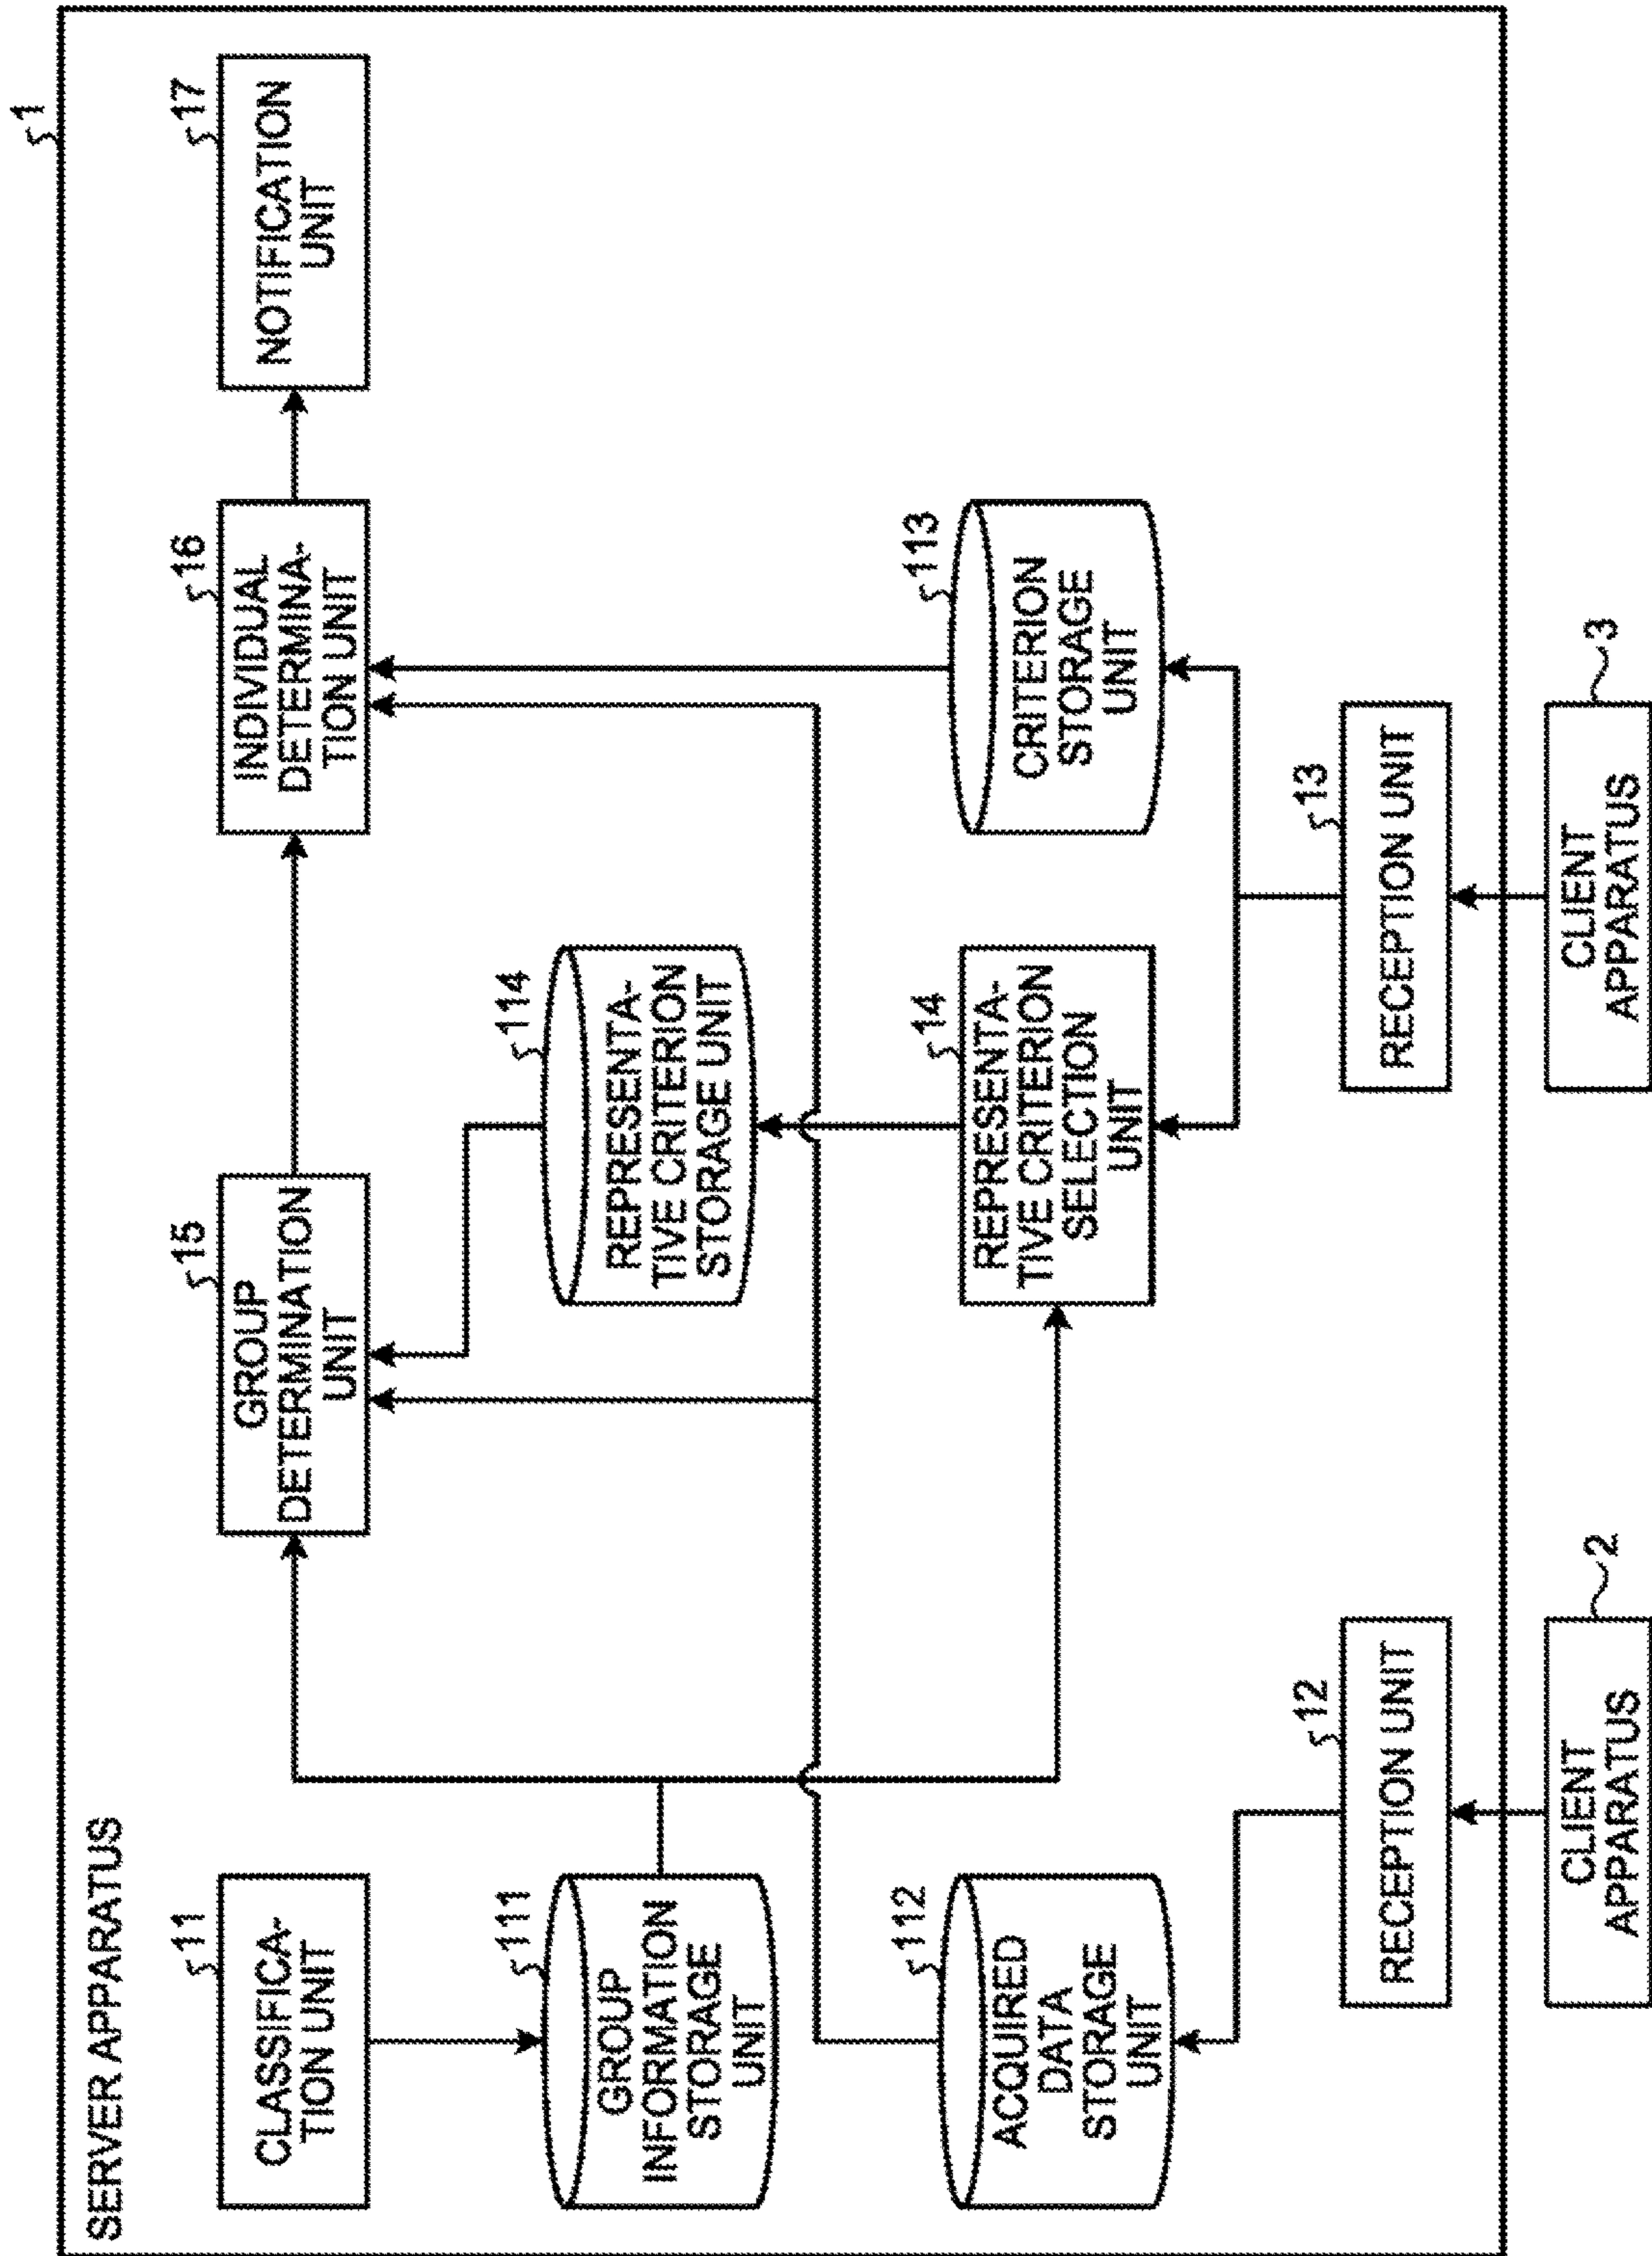 1
SERVER APPARATUS
11
CLASSIFICA-
TION UNIT
15
GROUP
DETERMINATION
UNIT
16
INDIVIDUAL
DETERMINA-
TION UNIT
17
NOTIFICATION
UNIT
111
GROUP
INFORMATION
STORAGE
UNIT
114
REPRESENTA-
TIVE CRITERION
STORAGE UNIT
112
ACQUIRED
DATA
STORAGE
UNIT
14
REPRESENTA-
TIVE CRITERION
SELECTION
UNIT
113
CRITERION
STORAGE
UNIT
12
RECEPTION UNIT
13
RECEPTION UNIT
2
CLIENT
APPARATUS
3
CLIENT
APPARATUS